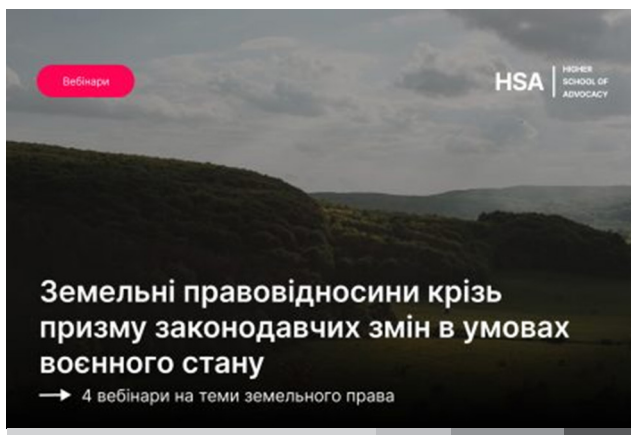 Вебінари
HSA
HIGHER
SCHOOL OF
ADVOCACY
Земельні правовідносини крізь
призму законодавчих змін в умовах
воєнного стану
4 вебінари на теми земельного права